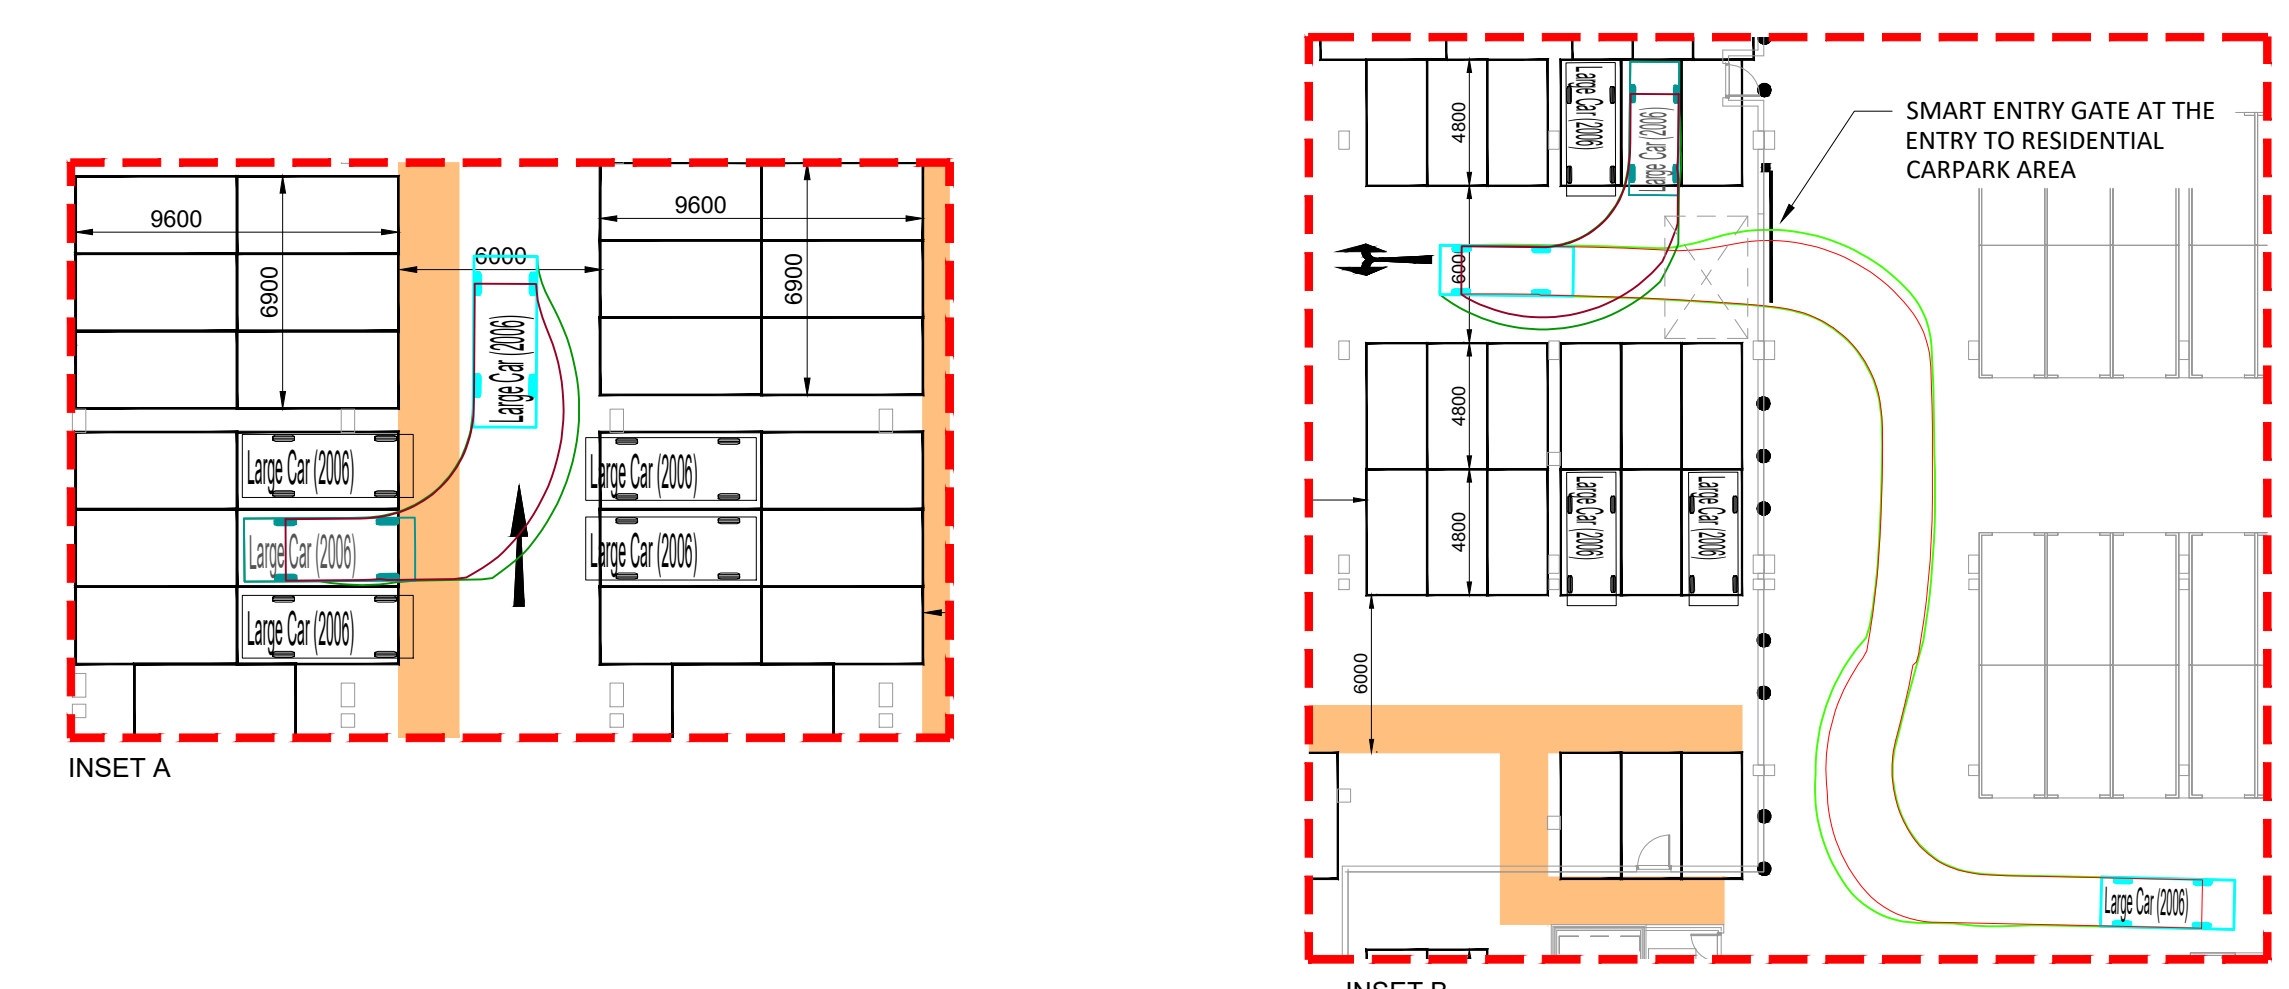 9600
6900
6000
9600
6900
Large Car (2006)
Large Car (2006)
Large Car (2006)
Large Car (2006)
Large Car (2006)
Large Car (2006)
INSET A
4800
Large Car (2006)
Large Car (2006)
SMART ENTRY GATE AT THE
ENTRY TO RESIDENTIAL
CARPARK AREA
4800
4800
Large Car (2006)
Large Car (2006)
6000
Large Car (2006)
INSET B